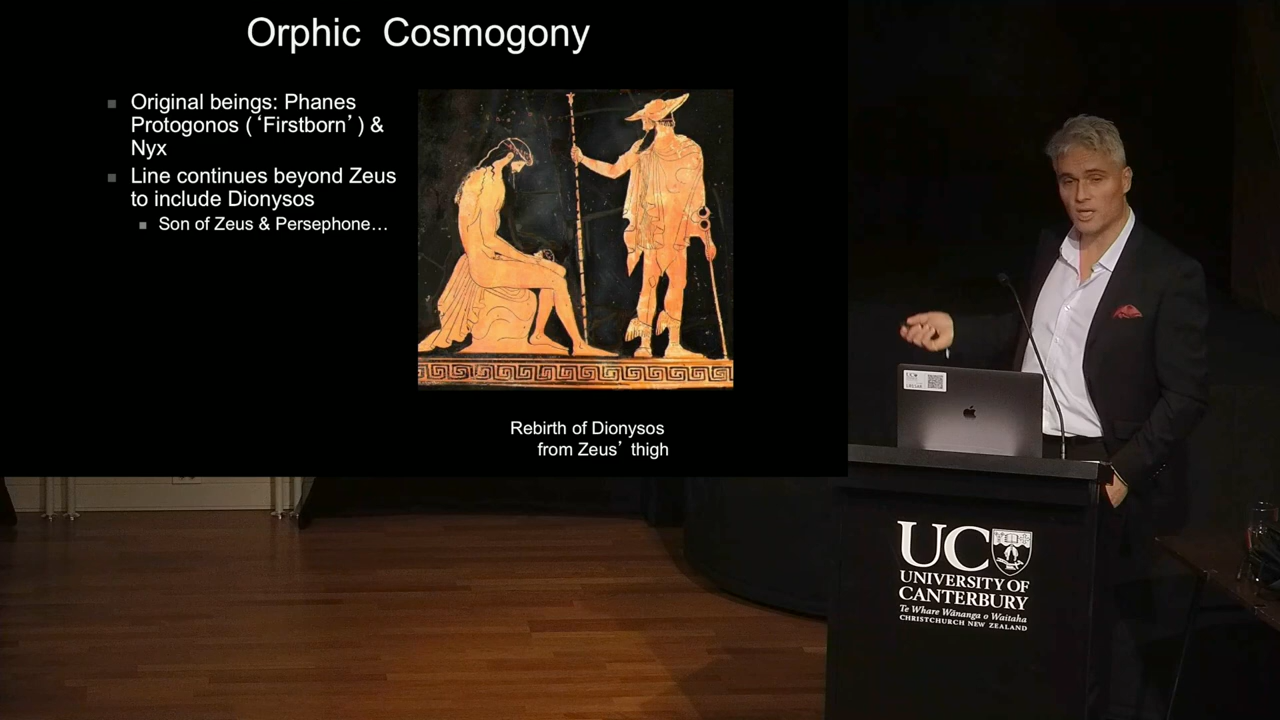 Orphic Cosmogony
Original beings: Phanes
Protogonos (‘Firstborn’) &
Nyx
Line continues beyond Zeus
to include Dionysos
Son of Zeus & Persephone…
Rebirth of Dionysos
from Zeus’ thigh
UC
UC
UNIVERSITY OF
CANTERBURY
Te Whare Wānanga o Waitaha
CHRISTCHURCH NEW ZEALAND